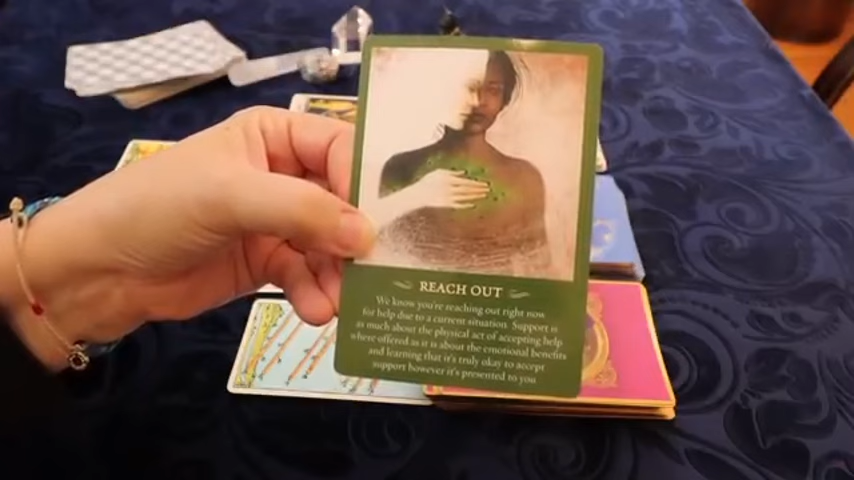 REACH OUT
We know you're reaching out right now
for help due to a current situation. Support is
as much about the physical act of accepting help
where offered as it is about the emotional benefits
and learning that it's truly okay to accept
support however it's presented to you